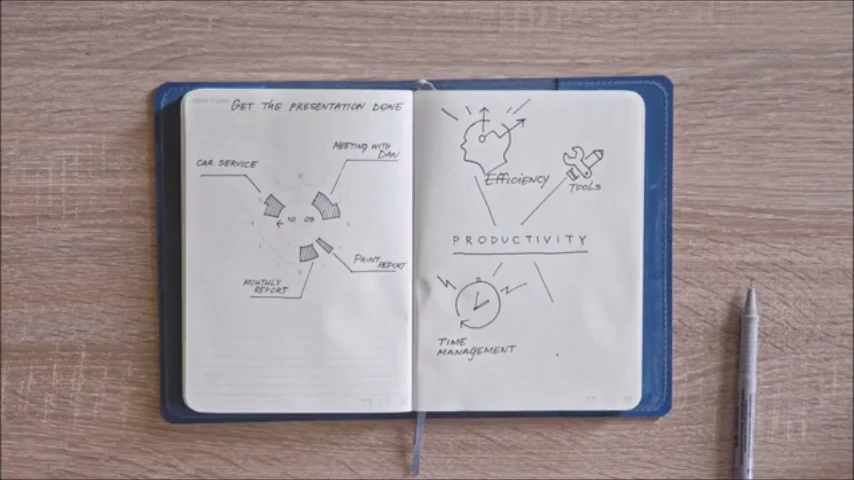 GET THE PRESENTATION DONE
MEETING WITH
DAN
CAR SERVICE
PRINT
REPORT
MONTHLY
REPORT
EFFICIENCY
TOOLS
PRODUCTIVITY
TIME
MANAGEMENT